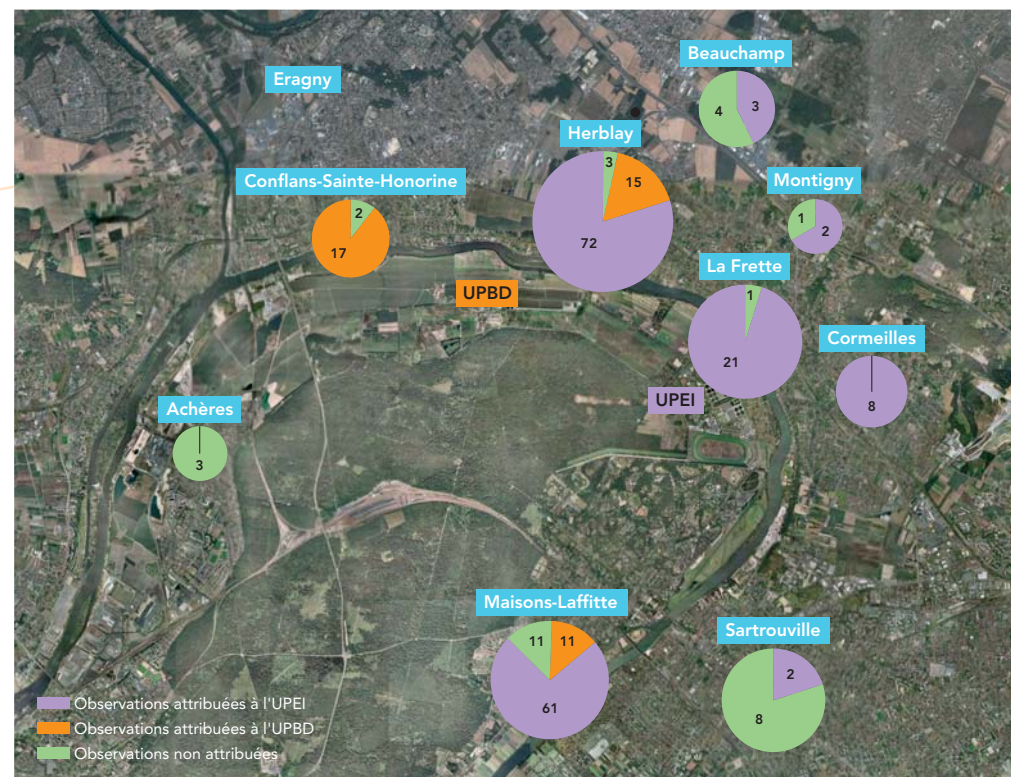 Beauchamp
4
3
Eragny
Herblay
3
15
72
Conflans-Sainte-Honorine
2
17
Montigny
1
2
La Frette
1
21
UPBD
Cormeilles
8
UPEI
Achères
3
Maisons-Laffitte
11
11
61
Sartrouville
2
8
Observations attribuées à l'UPEI
Observations attribuées à l'UPBD
Observations non attribuées